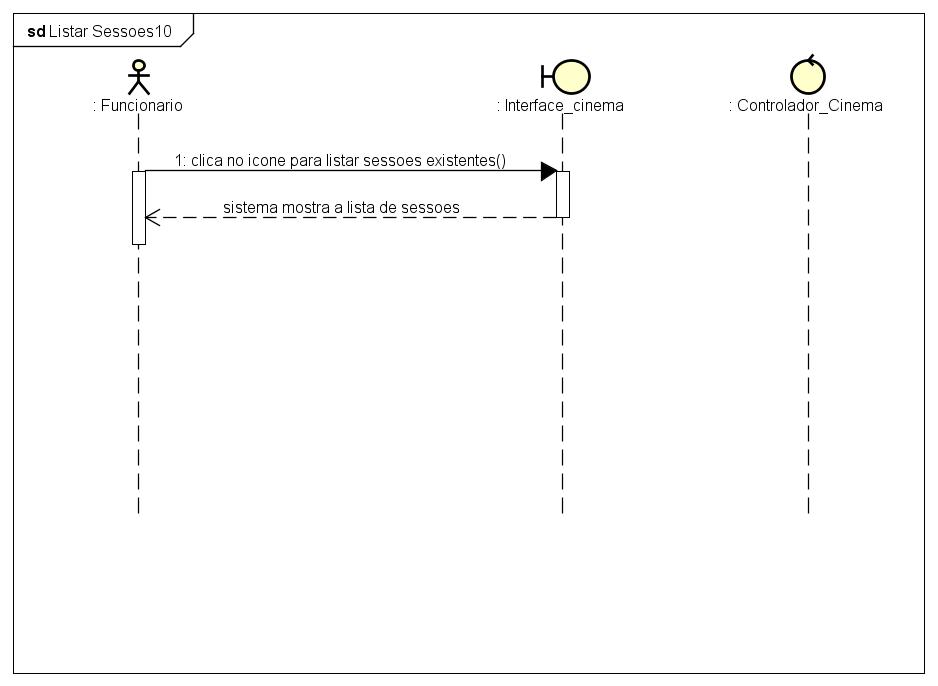 sd Listar Sessoes10
: Funcionario
: Interface_cinema
: Controlador_Cinema
1: clica no icone para listar sessoes existentes()
sistema mostra a lista de sessoes